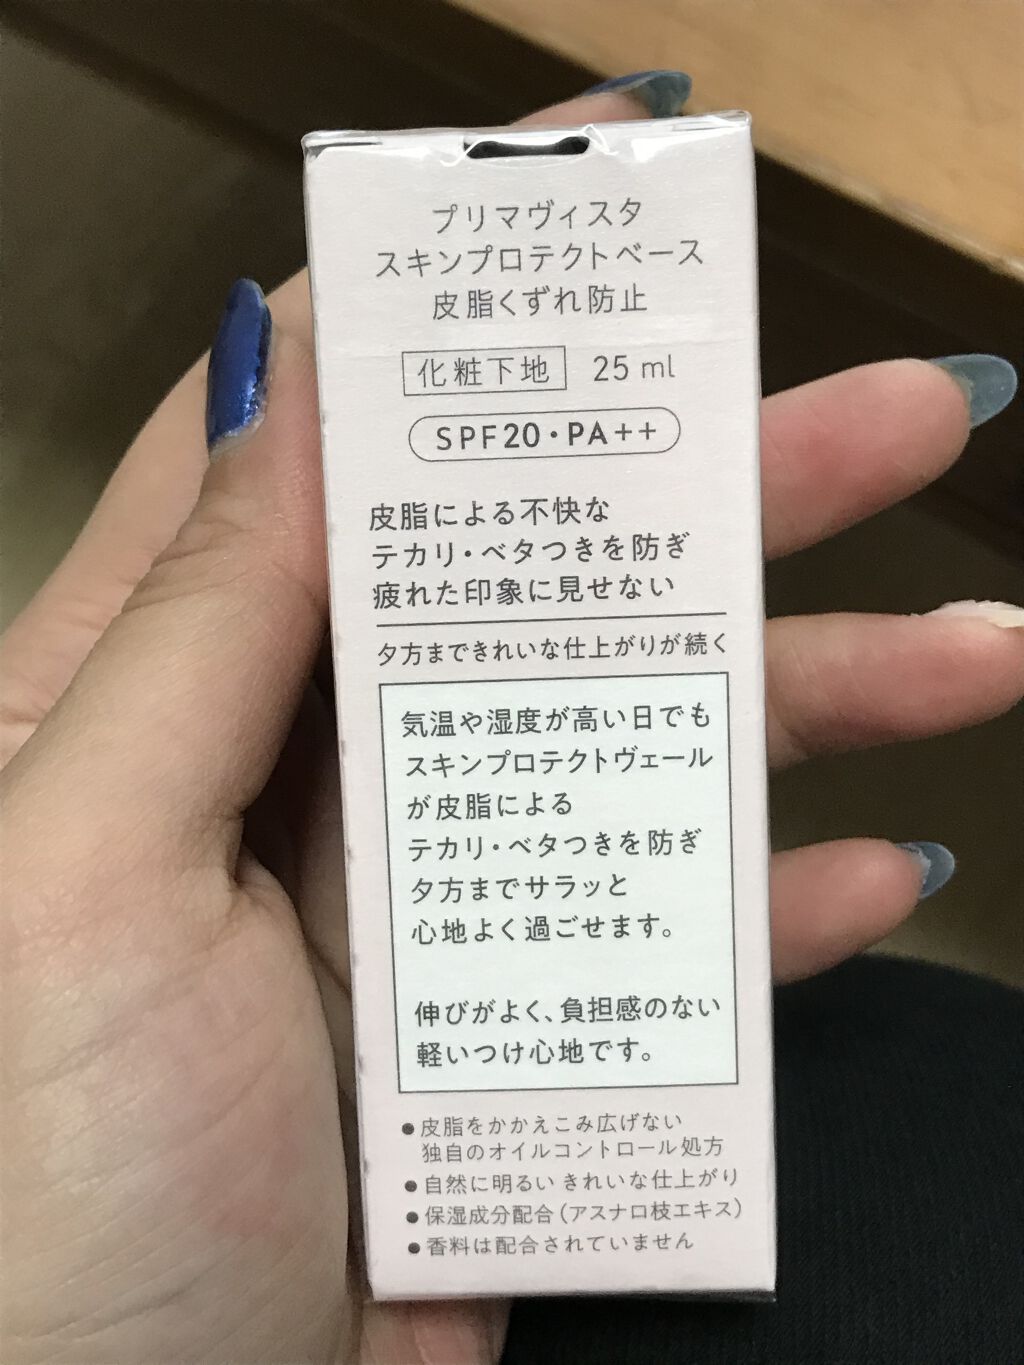 プリマヴィスタ
スキンプロテクトベース
皮脂くずれ防止
化粧下地 25 ml
SPF20・PA++
皮脂による不快な
テカリ・ベタつきを防ぎ
疲れた印象に見せない
夕方まできれいな仕上がりが続く
気温や湿度が高い日でも
スキンプロテクトヴェール
が皮脂による
テカリ・ベタつきを防ぎ
夕方までサラッと
心地よく過ごせます。
伸びがよく、負担感のない
軽いつけ心地です。
●皮脂をかかえこみ広げない
独自のオイルコントロール処方
●自然に明るい きれいな仕上がり
●保湿成分配合(アスナロ枝エキス)
●香料は配合されていません